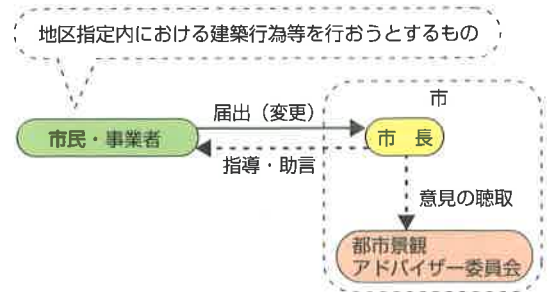 地区指定内における建築行為等を行おうとするもの
市
届出（変更）
市民・事業者
市　長
指導・助言
意見の聴取
都市景観
アドバイザー委員会